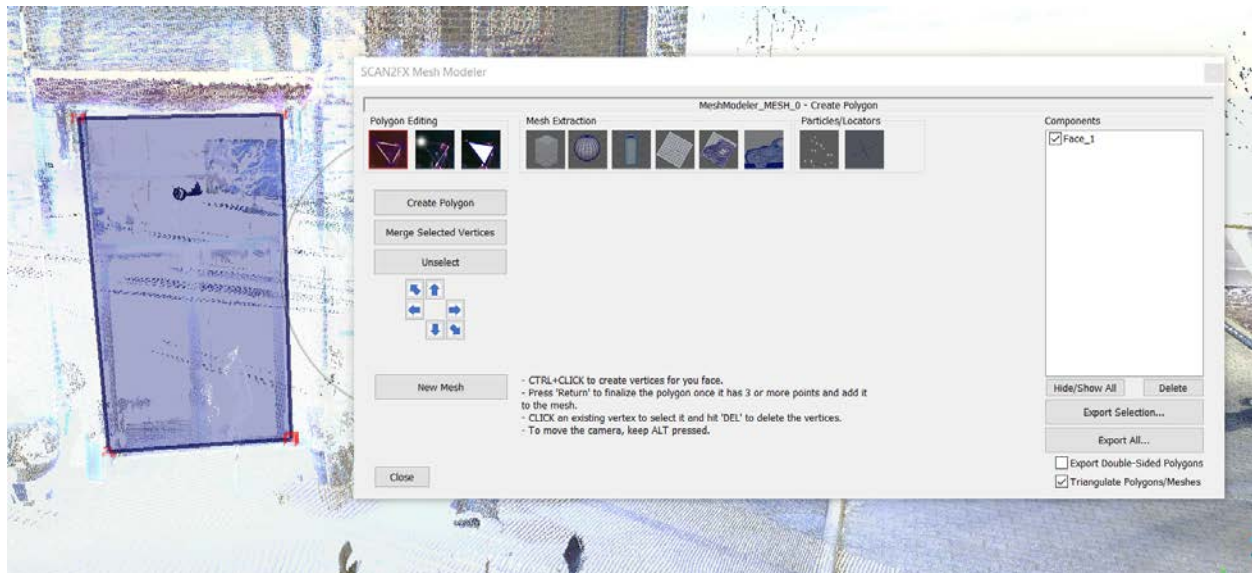 SCAN2FX Mesh Modeler
MeshModeler_MESH_0 - Create Polygon
Polygon Editing
Mesh Extraction
Particles/Locators
Components
Face_1
Create Polygon
Merge Selected Vertices
Unselect
New Mesh
- CTRL+CLICK to create vertices for you face.
- Press 'Return' to finalize the polygon once it has 3 or more points and add it
to the mesh.
- CLICK an existing vertex to select it and hit 'DEL' to delete the vertices.
- To move the camera, keep ALT pressed.
Hide/Show All
Delete
Export Selection...
Export All...
Export Double-Sided Polygons
Triangulate Polygons/Meshes
Close